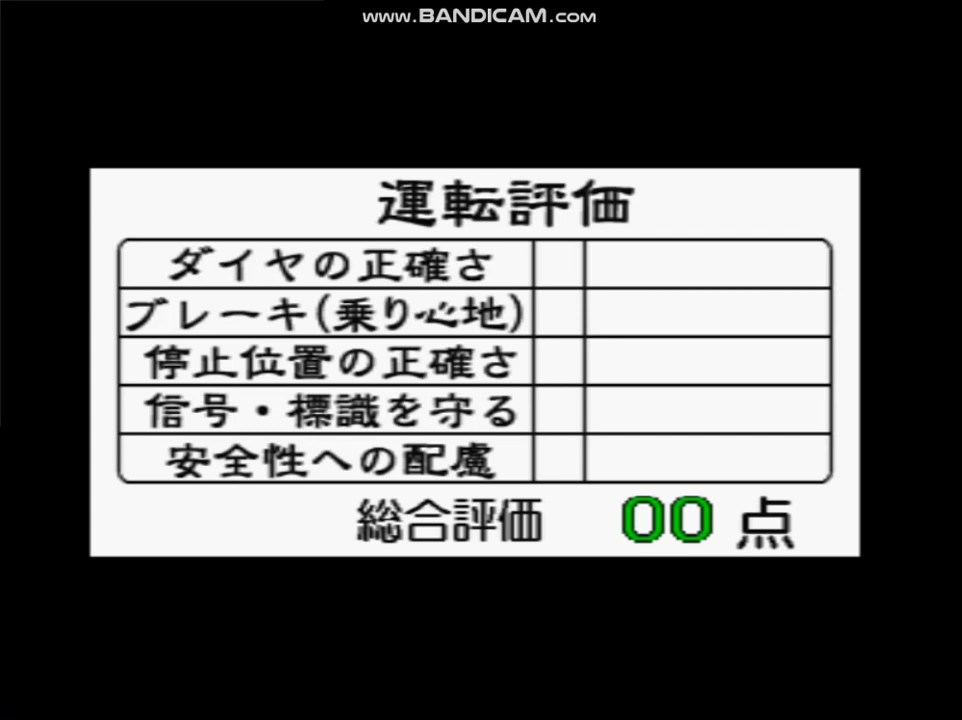 www.BANDICAM.com
運転評価
ダイヤの正確さ
ブレーキ(乗り心地)
停止位置の正確さ
信号・標識を守る
安全性への配慮
総合評価 00 点